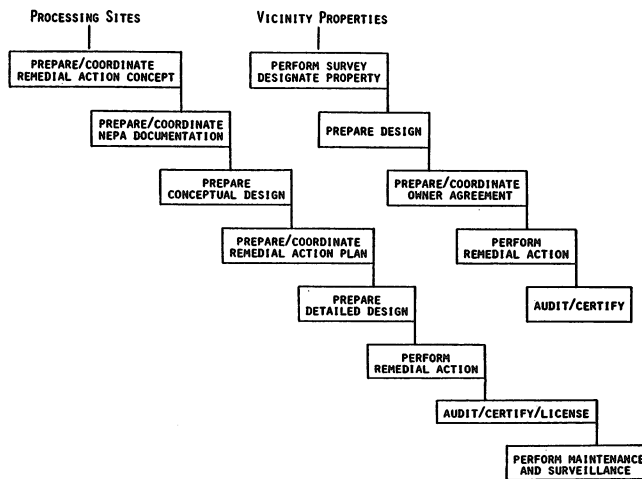 PROCESSING SITES
PREPARE/COORDINATE
REMEDIAL ACTION CONCEPT
PREPARE/COORDINATE
NEPA DOCUMENTATION
PREPARE
CONCEPTUAL DESIGN
PREPARE/COORDINATE
REMEDIAL ACTION PLAN
PREPARE
DETAILED DESIGN
PERFORM
REMEDIAL ACTION
AUDIT/CERTIFY/LICENSE
PERFORM MAINTENANCE
AND SURVEILLANCE
VICINITY PROPERTIES
PERFORM SURVEY
DESIGNATE PROPERTY
PREPARE DESIGN
PREPARE/COORDINATE
OWNER AGREEMENT
PERFORM
REMEDIAL ACTION
AUDIT/CERTIFY